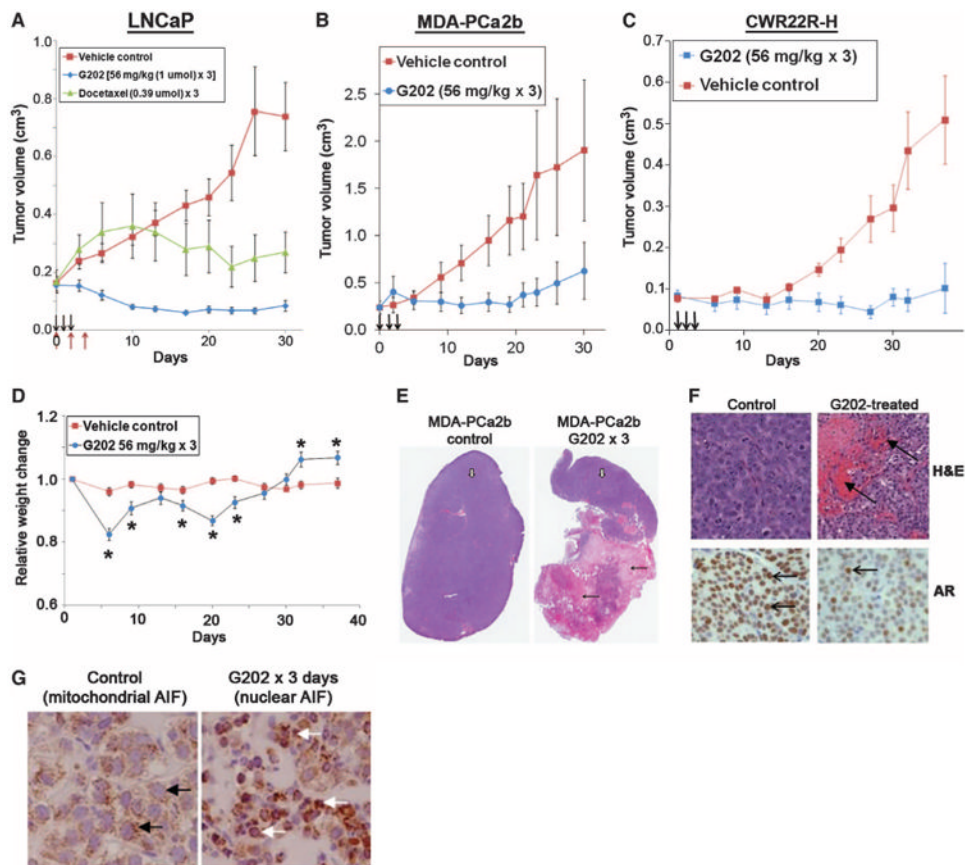 A
LNCaP
Vehicle control
G202 [56 mg/kg (1 umol) x 3]
Docetaxel (0.39 umol) x 3
Tumor volume (cm3)
1.0
0.8
0.6
0.4
0.2
0.0
0 10 20 30
Days
B
MDA-PCa2b
Vehicle control
G202 (56 mg/kg x 3)
Tumor volume (cm3)
2.5
2.0
1.5
1.0
0.5
0.0
0 10 20 30
Days
C
CWR22R-H
G202 (56 mg/kg x 3)
Vehicle control
Tumor volume (cm3)
0.7
0.6
0.5
0.4
0.3
0.2
0.1
0.0
0 10 20 30
Days
D
Vehicle control
G202 56 mg/kg x 3
Relative weight change
1.2
1.0
0.8
0.6
* * * * * * *
0 10 20 30 40
Days
E
MDA-PCa2b
control
MDA-PCa2b
G202 x 3
F
Control
G202-treated
H&E
AR
G
Control
(mitochondrial AIF)
G202 x 3 days
(nuclear AIF)